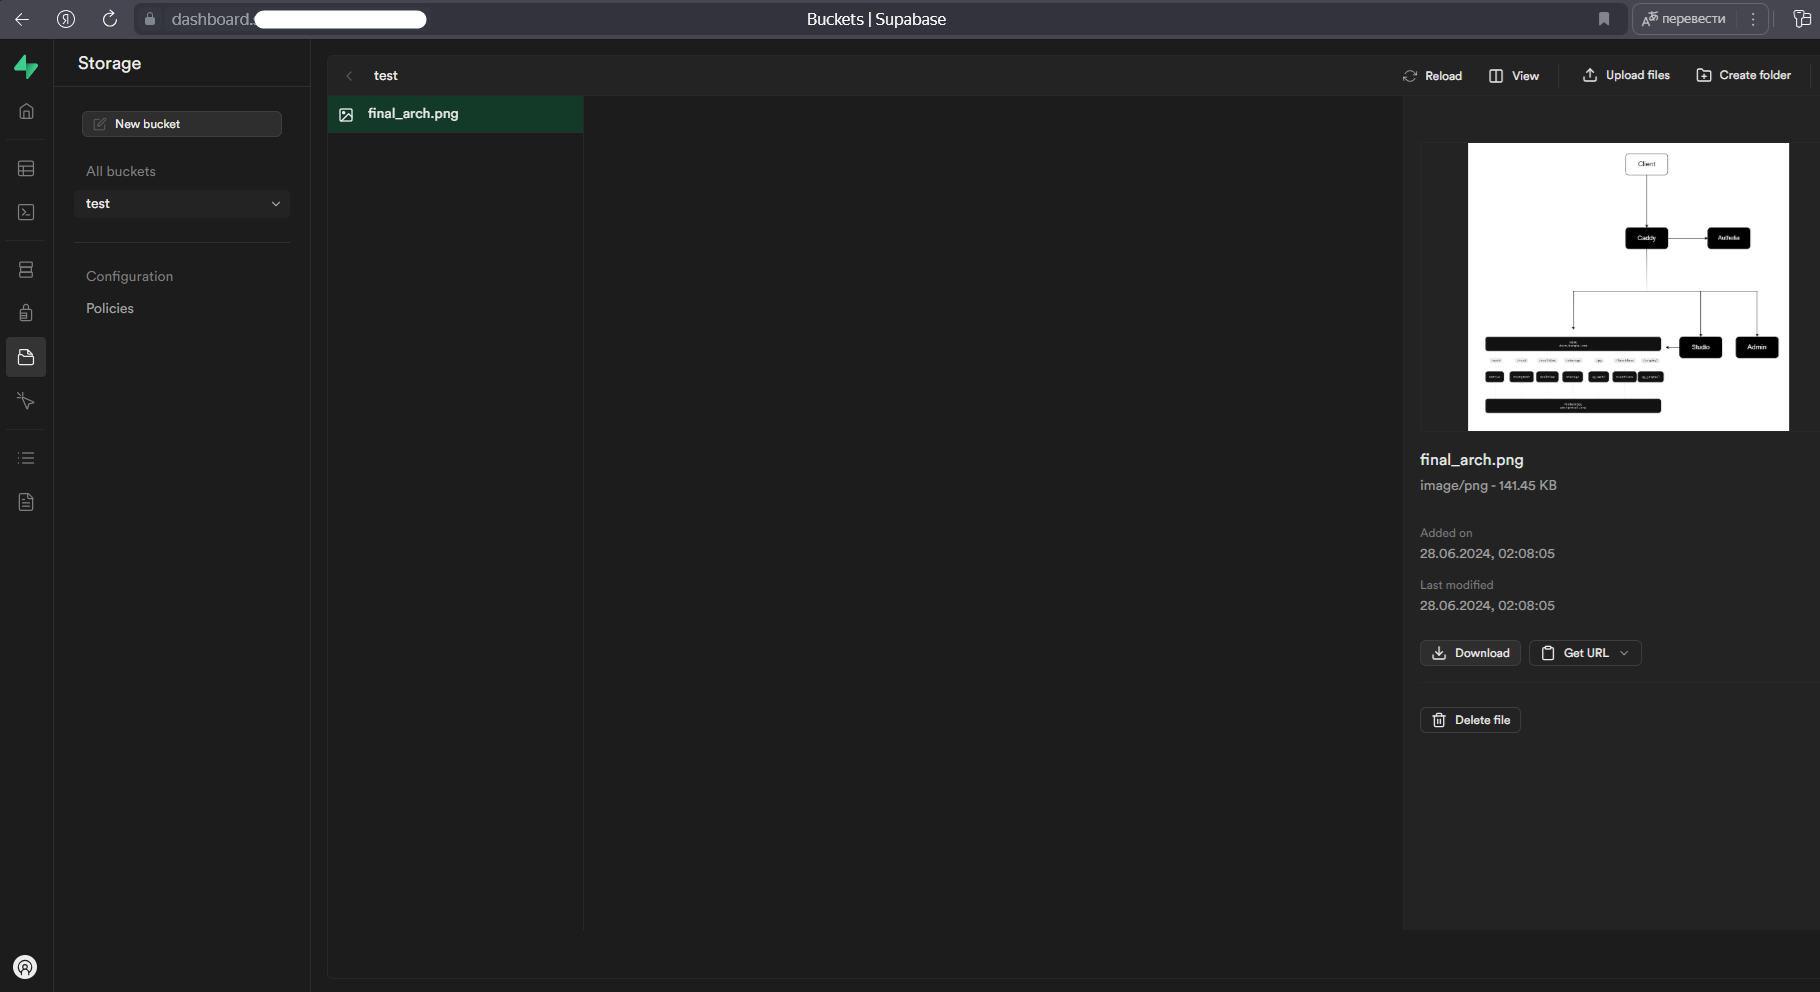 dashboard.
Buckets | Supabase
перевести
Storage
New bucket
All buckets
test
Configuration
Policies
test
Reload
View
Upload files
Create folder
final_arch.png
Client
Caddy
Authelia
Studio
Admin
final_arch.png
image/png - 141.45 KB
Added on
28.06.2024, 02:08:05
Last modified
28.06.2024, 02:08:05
Download
Get URL
Delete file